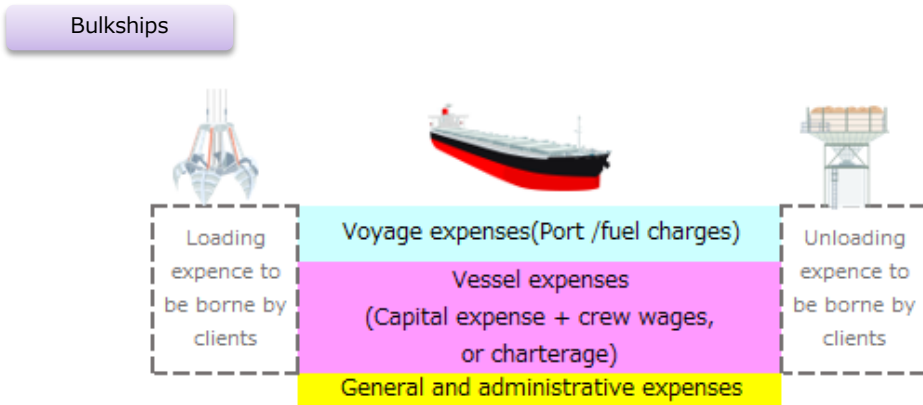 Bulkships
Loading
expence to
be borne by
clients
Voyage expenses(Port /fuel charges)
Vessel expenses
(Capital expense + crew wages,
or charterage)
General and administrative expenses
Unloading
expence to
be borne by
clients